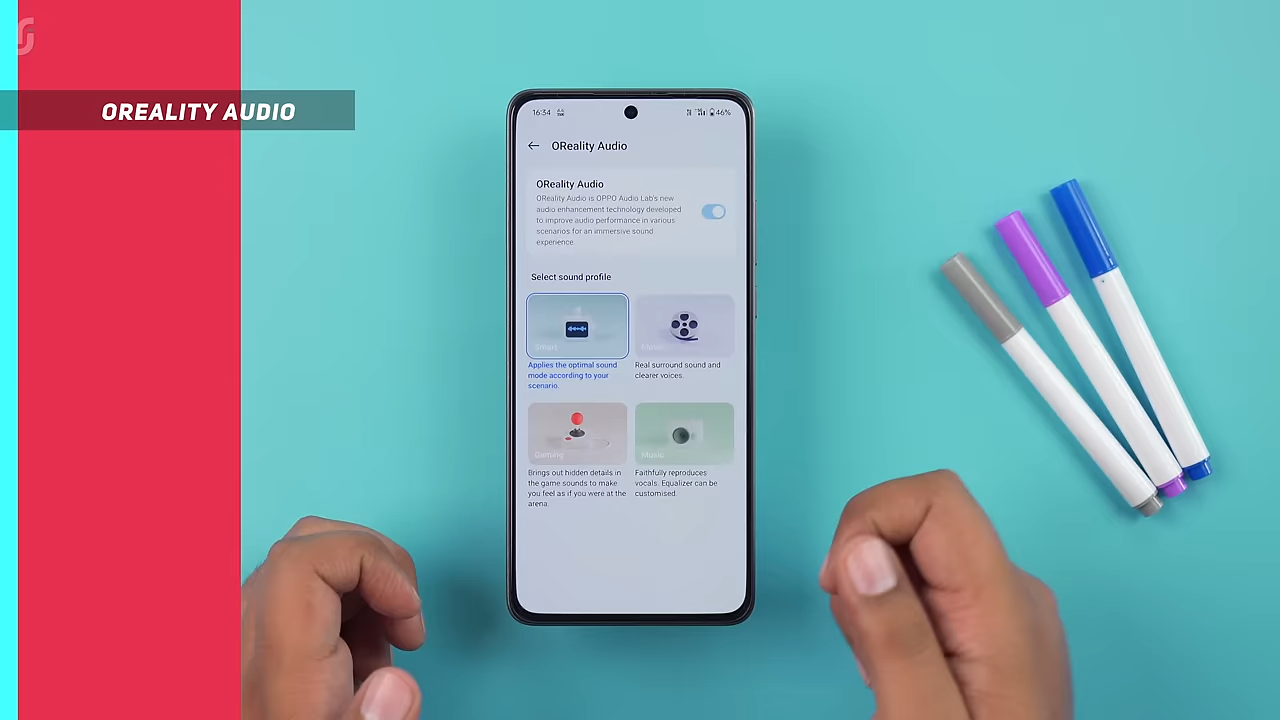 OREALITY AUDIO
16:34
46%
OReality Audio
OReality Audio
OReality Audio is OPPO Audio Lab's new
audio enhancement technology developed
to improve audio performance in various
scenarios for an immersive sound
experience.
Select sound profile
Smart
Applies the optimal sound
mode according to your
scenario.
Real surround sound and
clearer voices.
Gaming
Brings out hidden details in
the game sounds to make
you feel as if you were at the
arena.
Music
Faithfully reproduces
vocals. Equalizer can be
customised.